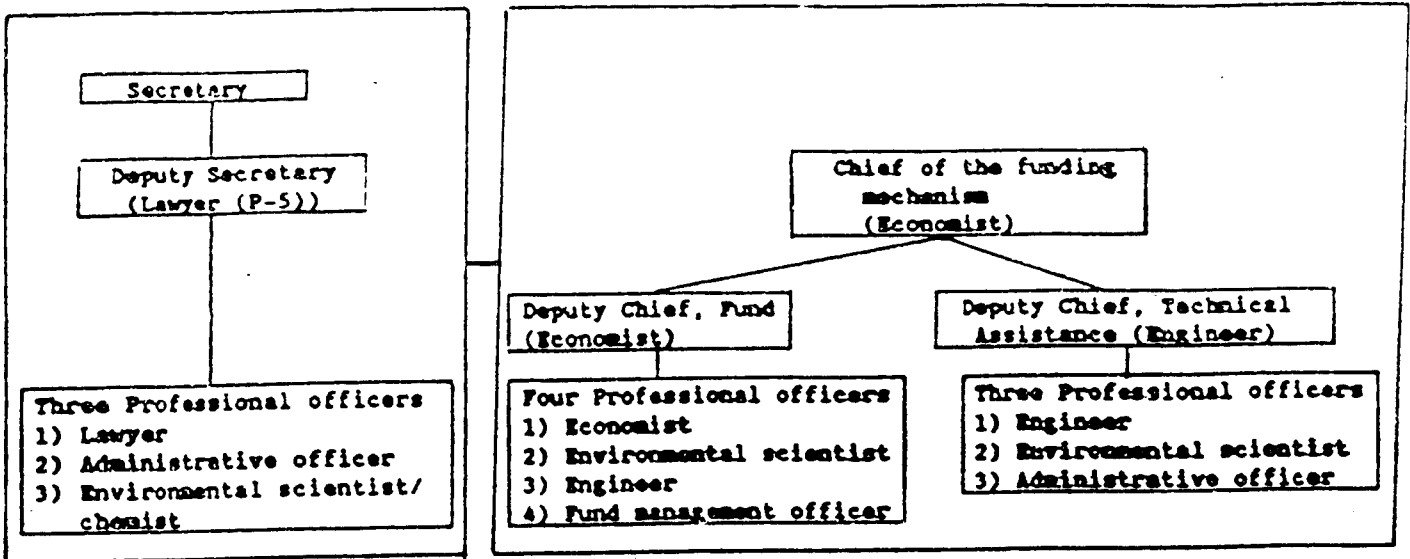 Secretary
Deputy Secretary
(Lawyer (P-5))
Three Professional officers
1) Lawyer
2) Administrative officer
3) Environmental scientist/
chemist
Chief of the funding
mechanism
(Economist)
Deputy Chief, Fund
(Economist)
Four Professional officers
1) Economist
2) Environmental scientist
3) Engineer
4) Fund management officer
Deputy Chief, Technical
Assistance (Engineer)
Three Professional officers
1) Engineer
2) Environmental scientist
3) Administrative officer